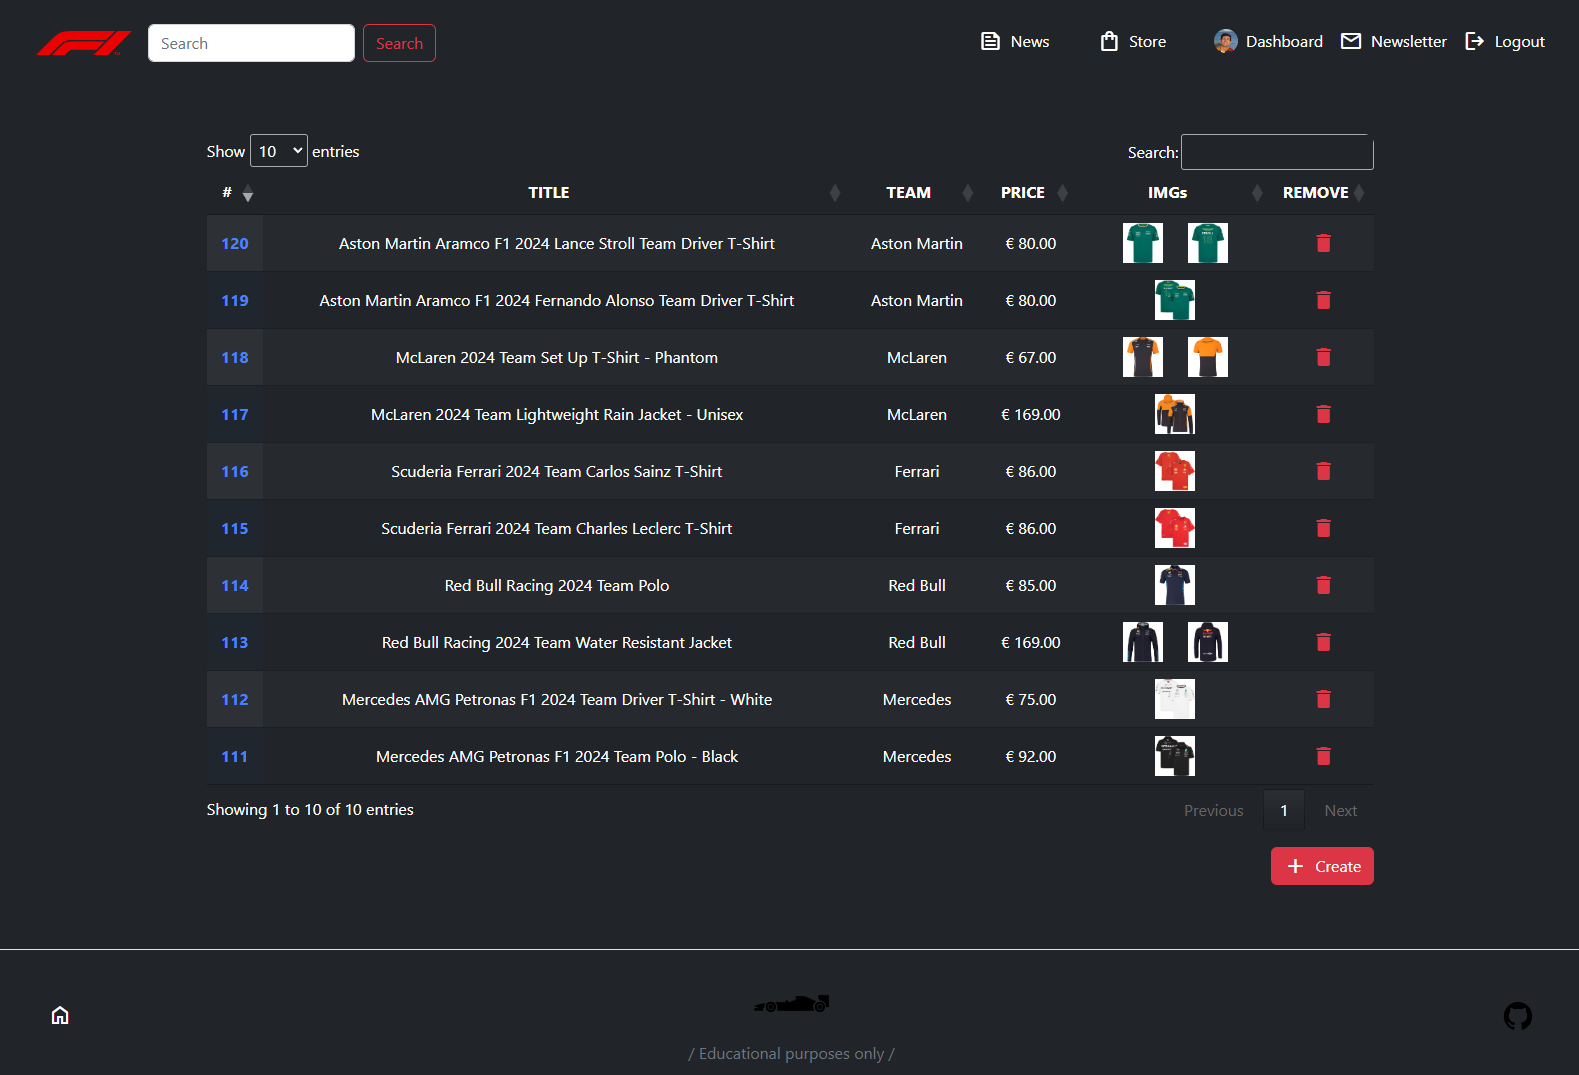 F1 Search Search News Store Dashboard Newsletter Logout
Show 10 entries Search:
# TITLE TEAM PRICE IMGs REMOVE
120 Aston Martin Aramco F1 2024 Lance Stroll Team Driver T-Shirt Aston Martin € 80.00
119 Aston Martin Aramco F1 2024 Fernando Alonso Team Driver T-Shirt Aston Martin € 80.00
118 McLaren 2024 Team Set Up T-Shirt - Phantom McLaren € 67.00
117 McLaren 2024 Team Lightweight Rain Jacket - Unisex McLaren € 169.00
116 Scuderia Ferrari 2024 Team Carlos Sainz T-Shirt Ferrari € 86.00
115 Scuderia Ferrari 2024 Team Charles Leclerc T-Shirt Ferrari € 86.00
114 Red Bull Racing 2024 Team Polo Red Bull € 85.00
113 Red Bull Racing 2024 Team Water Resistant Jacket Red Bull € 169.00
112 Mercedes AMG Petronas F1 2024 Team Driver T-Shirt - White Mercedes € 75.00
111 Mercedes AMG Petronas F1 2024 Team Polo - Black Mercedes € 92.00
Showing 1 to 10 of 10 entries Previous 1 Next
Create
/ Educational purposes only /